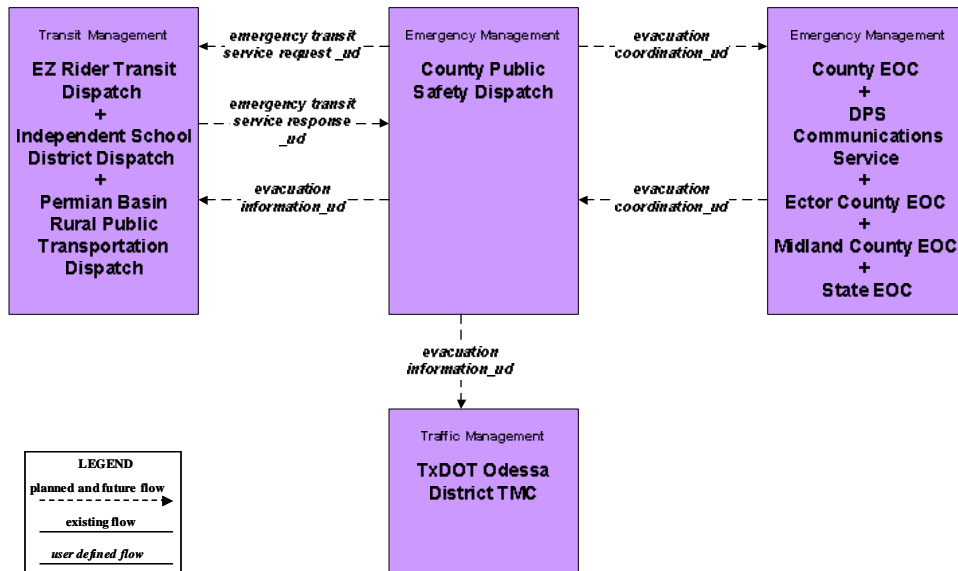 Transit Management
EZ Rider Transit
Dispatch
+
Independent School
District Dispatch
+
Permian Basin
Rural Public
Transportation
Dispatch
emergency transit
service request_ud
emergency transit
service response
_ud
evacuation
information_ud
Emergency Management
County Public
Safety Dispatch
evacuation
coordination_ud
evacuation
coordination_ud
Emergency Management
County EOC
+
DPS
Communications
Service
+
Ector County EOC
+
Midland County EOC
+
State EOC
evacuation
information_ud
Traffic Management
TxDOT Odessa
District TMC
LEGEND
planned and future flow
existing flow
user defined flow